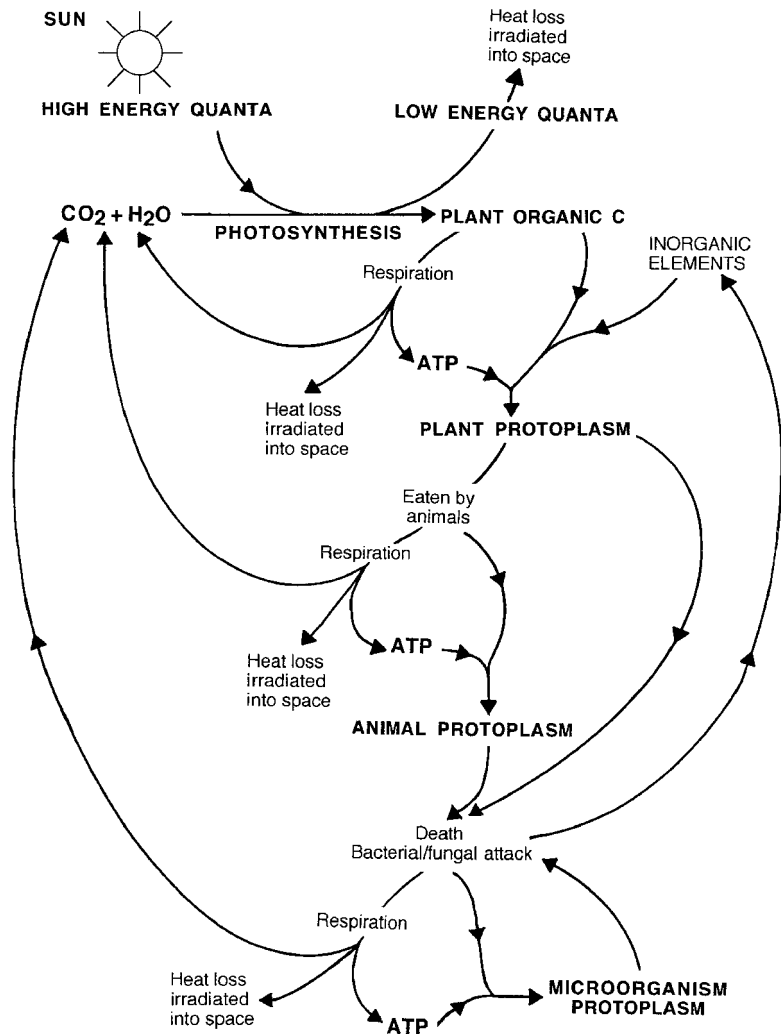 SUN
Heat loss
irradiated
into space
HIGH ENERGY QUANTA
LOW ENERGY QUANTA
CO2 + H2O
PHOTOSYNTHESIS
PLANT ORGANIC C
INORGANIC
ELEMENTS
Respiration
ATP
Heat loss
irradiated
into space
PLANT PROTOPLASM
Eaten by
animals
Respiration
ATP
Heat loss
irradiated
into space
ANIMAL PROTOPLASM
Death
Bacterial/fungal attack
Respiration
Heat loss
irradiated
into space
ATP
MICROORGANISM
PROTOPLASM